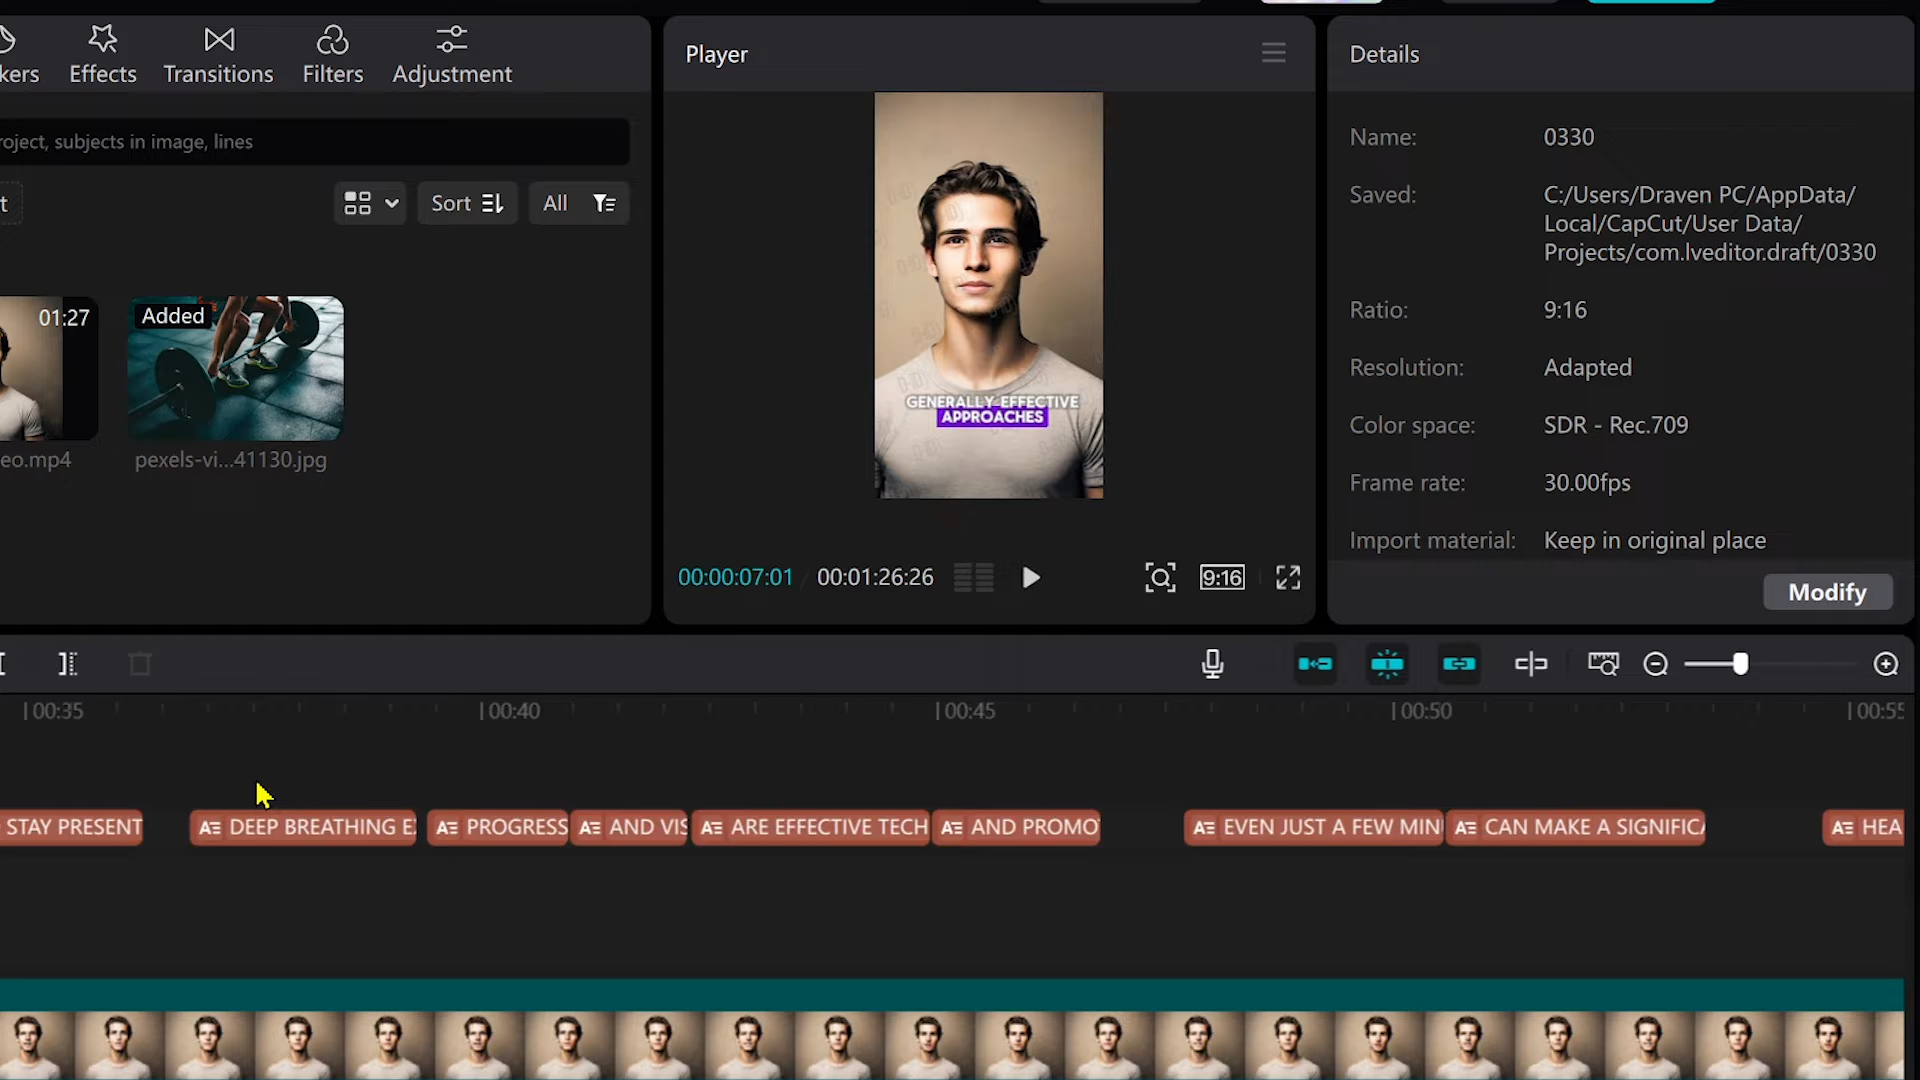 kers
Effects
Transitions
Filters
Adjustment
roject, subjects in image, lines
t
Sort
All
01:27
Added
eo.mp4
pexels-vi...41130.jpg
Player
GENERALLY EFFECTIVE
APPROACHES
00:00:07:01
00:01:26:26
9:16
Details
Name: 0330
Saved: C:/Users/Draven PC/AppData/
Local/CapCut/User Data/
Projects/com.lveditor.draft/0330
Ratio: 9:16
Resolution: Adapted
Color space: SDR - Rec.709
Frame rate: 30.00fps
Import material: Keep in original place
Modify
00:35 00:40 00:45 00:50 00:55
STAY PRESENT
DEEP BREATHING E
PROGRESS
AND VIS
ARE EFFECTIVE TECH
AND PROMO
EVEN JUST A FEW MIN
CAN MAKE A SIGNIFICA
HEA